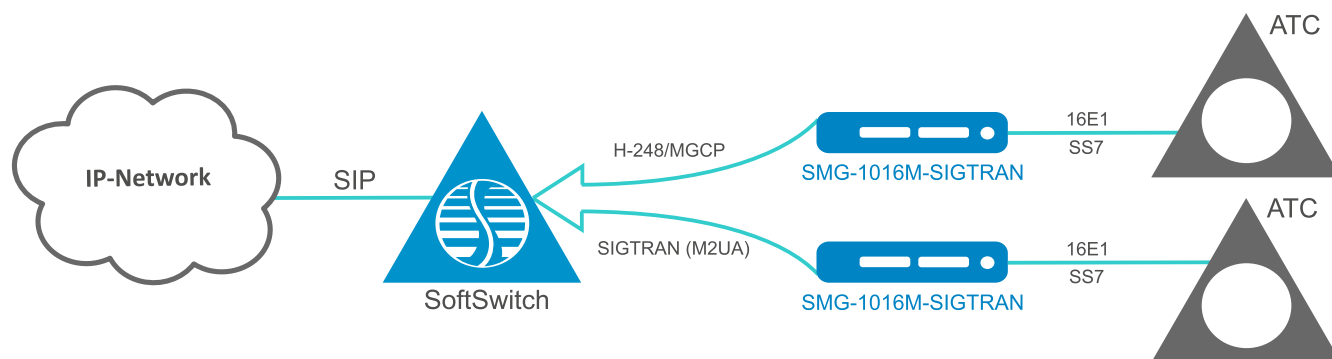 IP-Network
SIP
SoftSwitch
H-248/MGCP
SIGTRAN (M2UA)
SMG-1016M-SIGTRAN
16E1
SS7
ATC
SMG-1016M-SIGTRAN
16E1
SS7
ATC